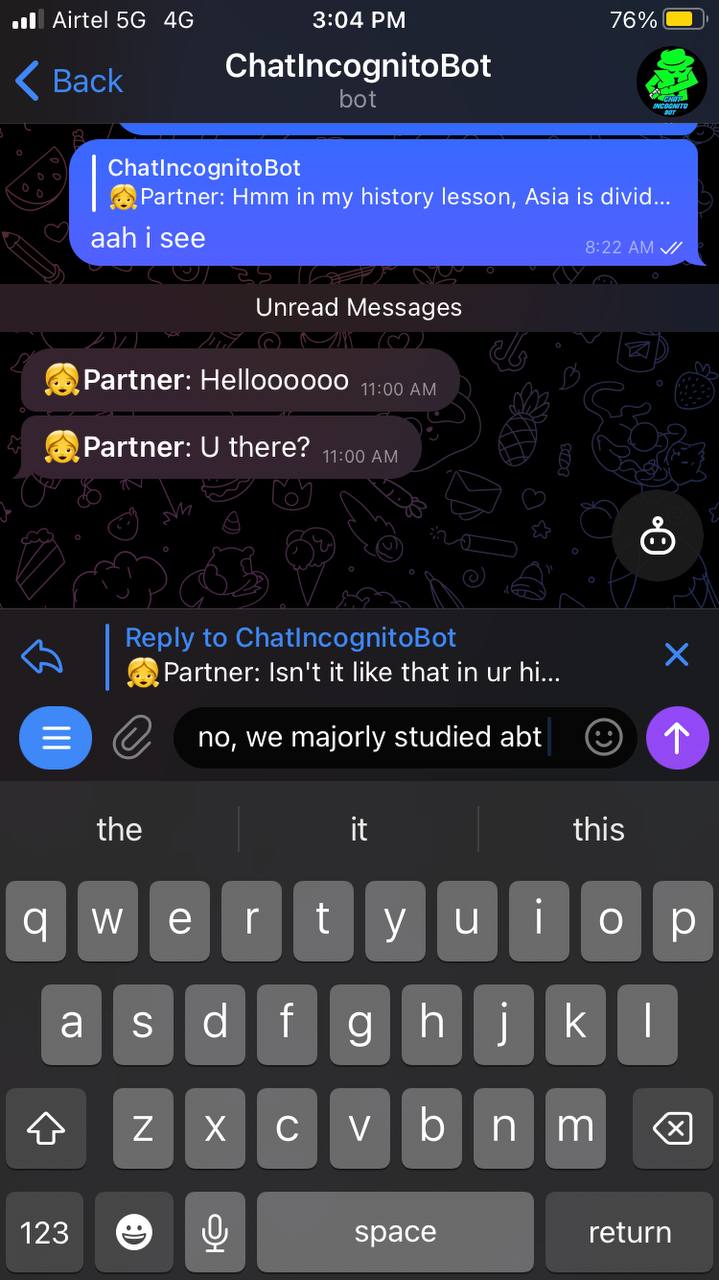 Airtel 5G 4G 3:04 PM 76%
Back ChatIncognitoBot
bot
CHAT
INCOGNITO
BOT
ChatIncognitoBot
👧Partner: Hmm in my history lesson, Asia is divid...
aah i see 8:22 AM
Unread Messages
👧Partner: Helloooooo 11:00 AM
👧Partner: U there? 11:00 AM
Reply to ChatIncognitoBot
👧Partner: Isn't it like that in ur hi...
no, we majorly studied abt
the it this
q w e r t y u i o p
a s d f g h j k l
z x c v b n m
123 space return